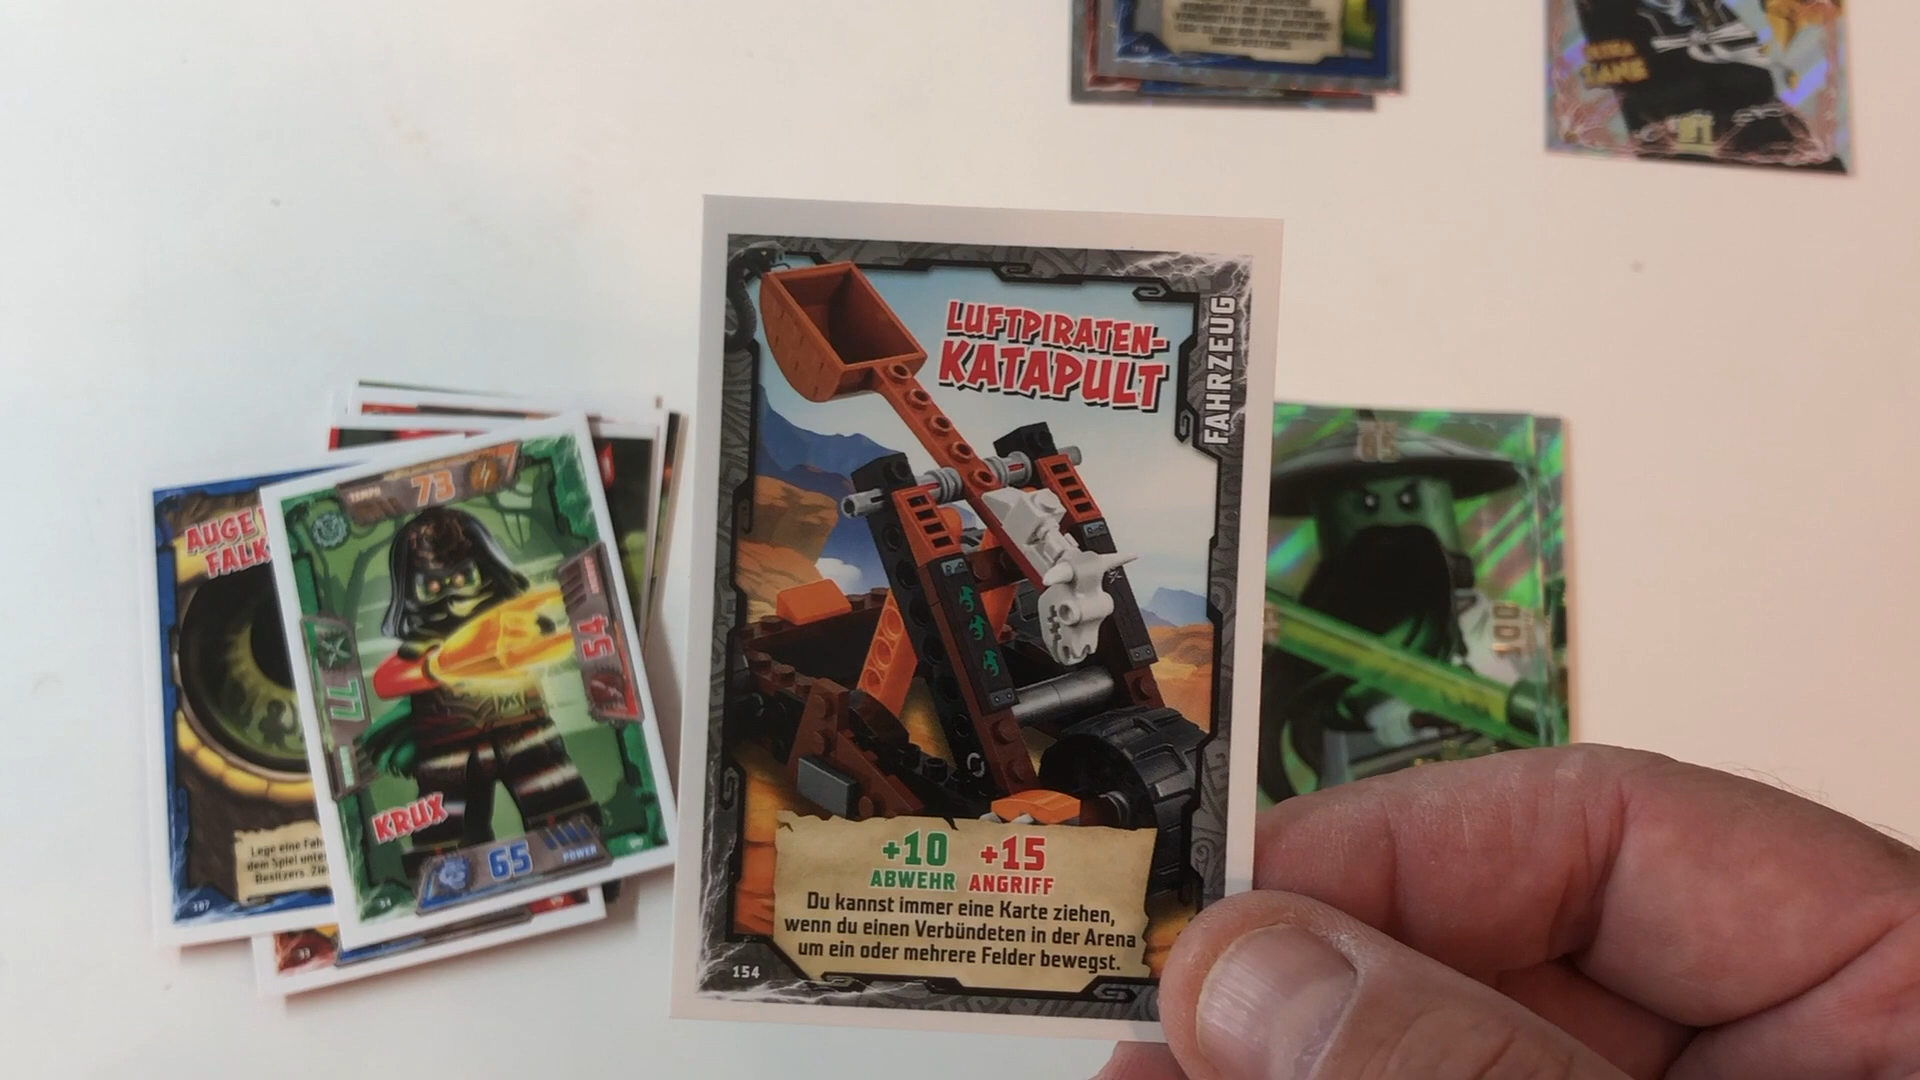 LUFTPIRATEN-
KATAPULT
FAHRZEUG
+10 +15
ABWEHR ANGRIFF
Du kannst immer eine Karte ziehen,
wenn du einen Verbündeten in der Arena
um ein oder mehrere Felder bewegst.
154
AUGE
FALK
Lege eine Fah
dem Spiel unte
Besitzers. Zie
TEMPO
73
54
77
KRUX
65
POWER
31
ZANE